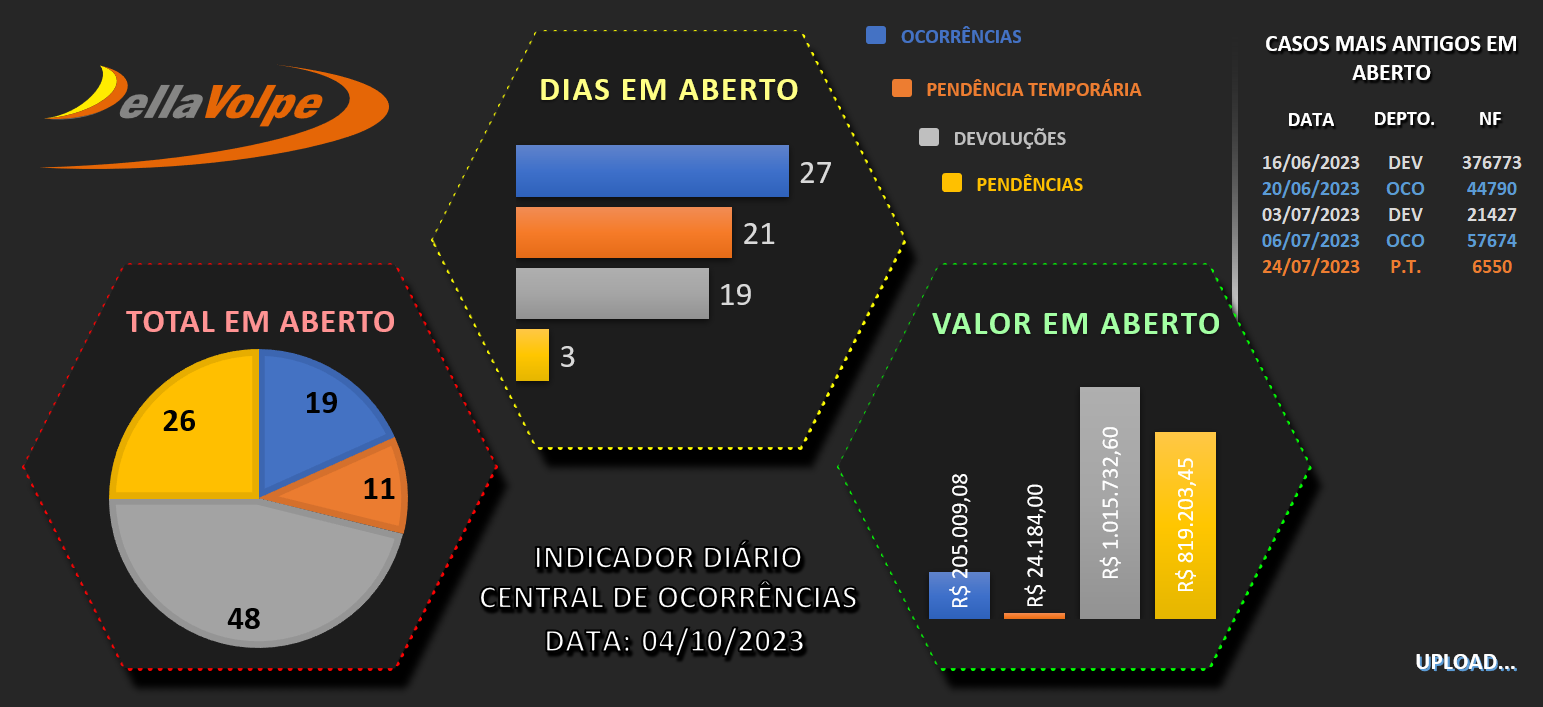 DellaVolpe
DIAS EM ABERTO
27
21
19
3
OCORRÊNCIAS
PENDÊNCIA TEMPORÁRIA
DEVOLUÇÕES
PENDÊNCIAS
CASOS MAIS ANTIGOS EM
ABERTO
DATA DEPTO. NF
16/06/2023 DEV 376773
20/06/2023 OCO 44790
03/07/2023 DEV 21427
06/07/2023 OCO 57674
24/07/2023 P.T. 6550
TOTAL EM ABERTO
26
19
11
48
INDICADOR DIÁRIO
CENTRAL DE OCORRÊNCIAS
DATA: 04/10/2023
VALOR EM ABERTO
R$ 205.009,08
R$ 24.184,00
R$ 1.015.732,60
R$ 819.203,45
UPLOAD...